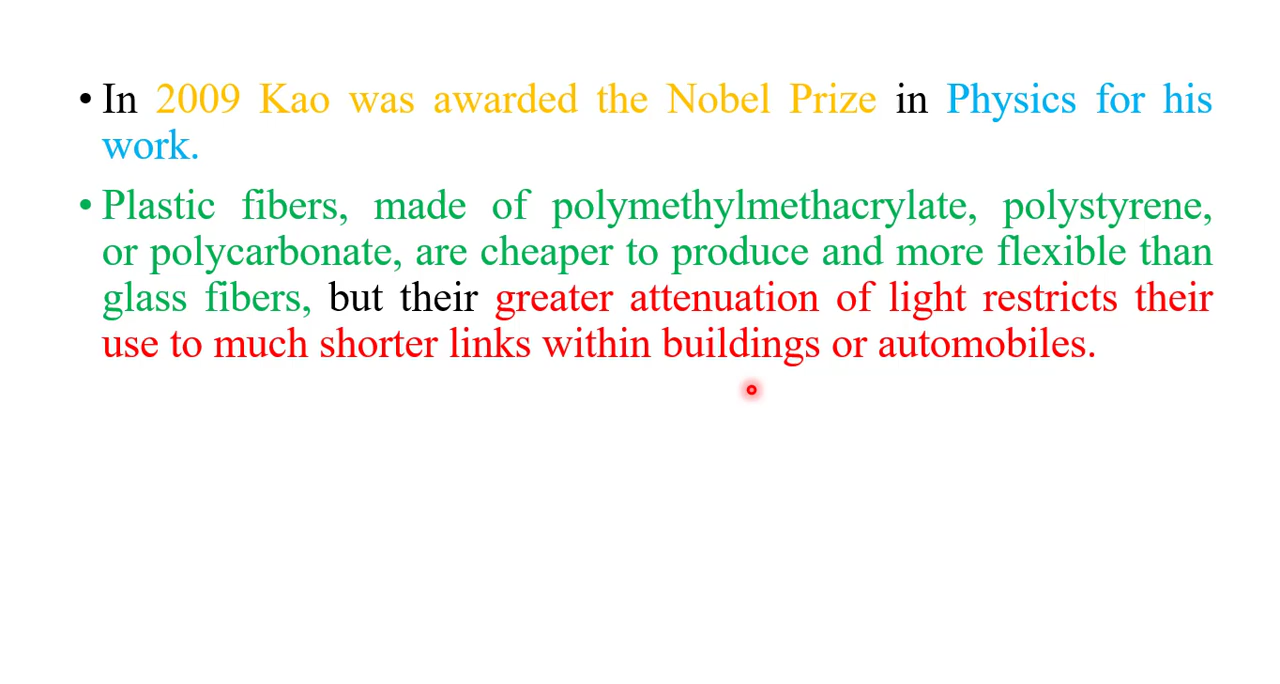 • In 2009 Kao was awarded the Nobel Prize in Physics for his
work.
• Plastic fibers, made of polymethylmethacrylate, polystyrene,
or polycarbonate, are cheaper to produce and more flexible than
glass fibers, but their greater attenuation of light restricts their
use to much shorter links within buildings or automobiles.